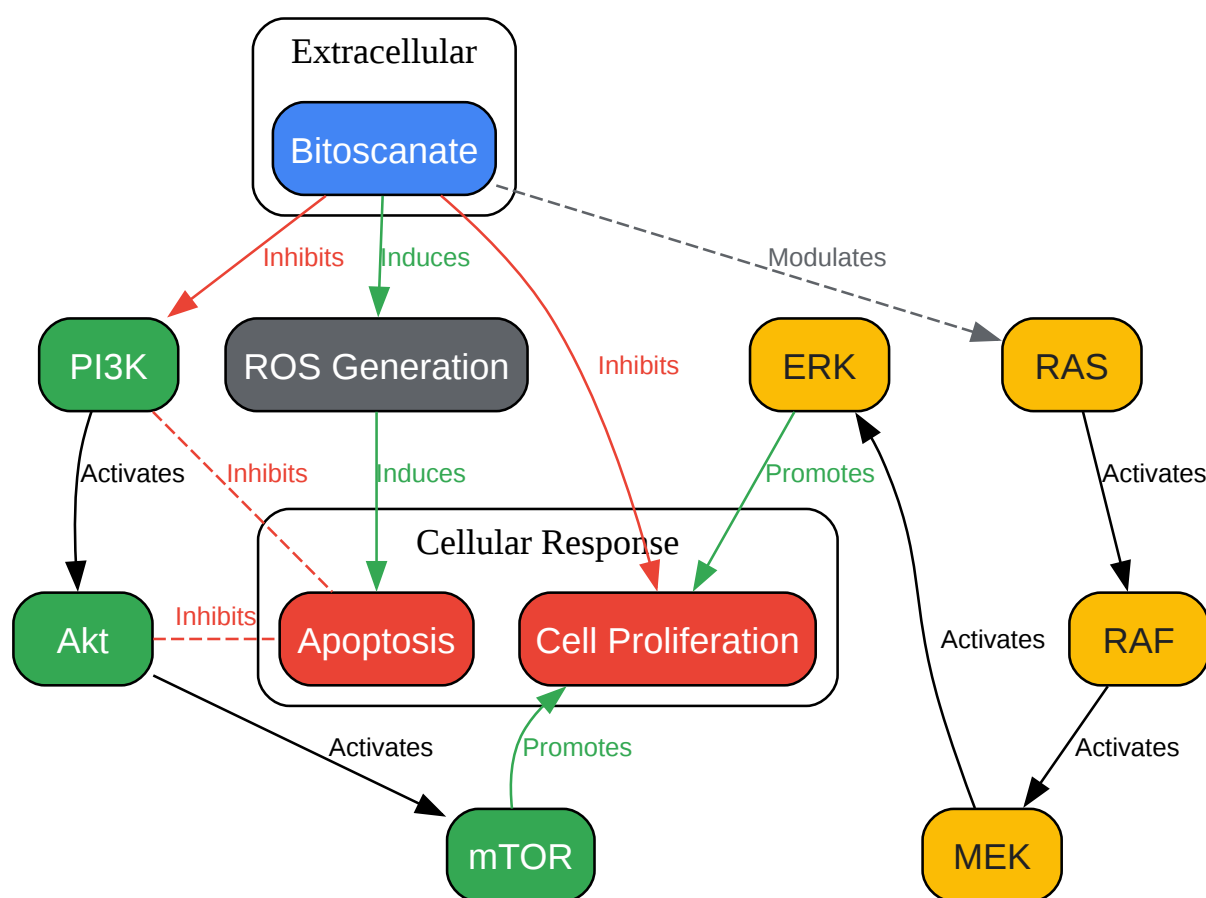 Extracellular
Bitoscanate
Inhibits
Induces
Modulates
PI3K
ROS Generation
Inhibits
ERK
RAS
Activates
Inhibits
Induces
Promotes
Activates
Cellular Response
Akt
Inhibits
Apoptosis
Cell Proliferation
Activates
RAF
Activates
Promotes
Activates
mTOR
MEK